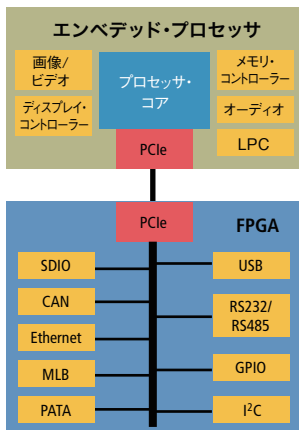 エンベデッド・プロセッサ
画像/
ビデオ
ディスプレイ・
コントローラー
プロセッサ・
コア
メモリ・
コントローラー
オーディオ
LPC
PCIe
PCIe
FPGA
SDIO
CAN
Ethernet
MLB
PATA
USB
RS232/
RS485
GPIO
I²C